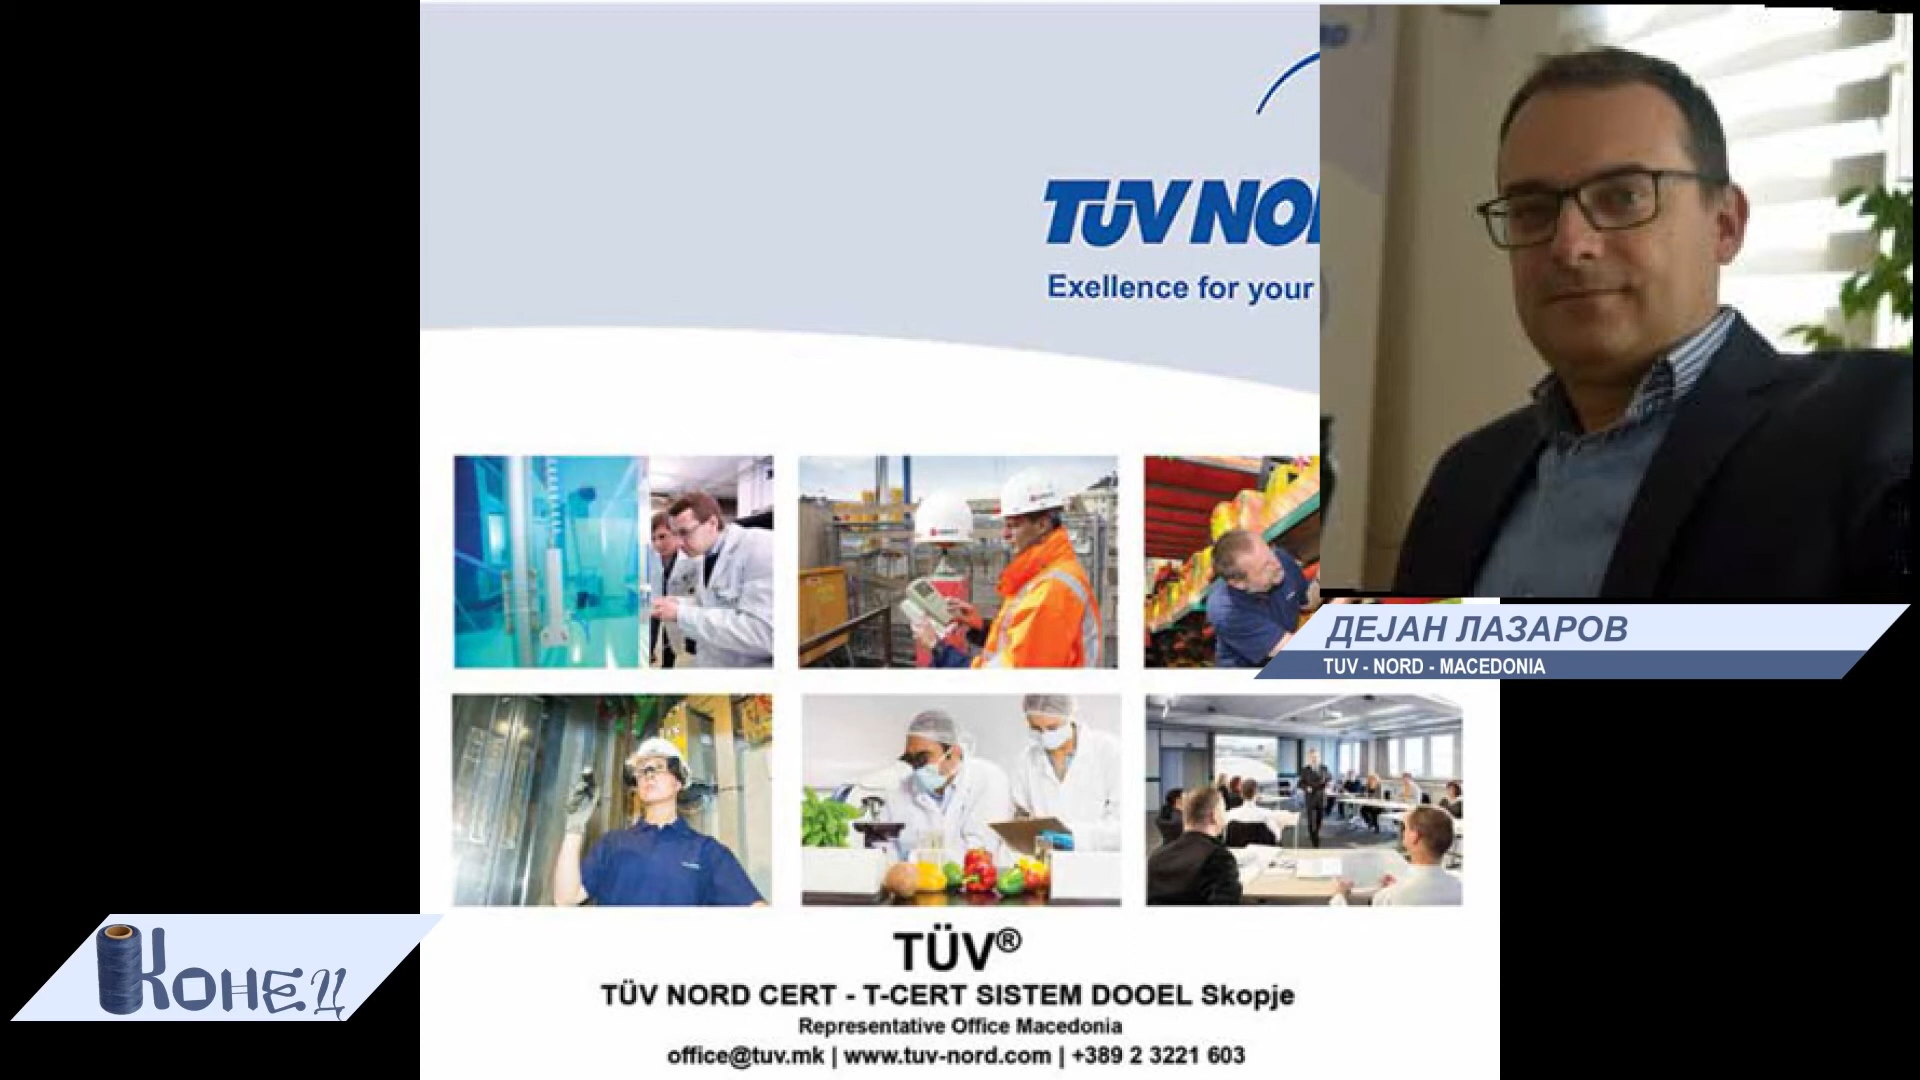 TÜV NO
Exellence for your
ДЕЈАН ЛАЗАРОВ
TUV - NORD - MACEDONIA
Конец
TÜV®
TÜV NORD CERT - T-CERT SISTEM DOOEL Skopje
Representative Office Macedonia
office@tuv.mk | www.tuv-nord.com | +389 2 3221 603